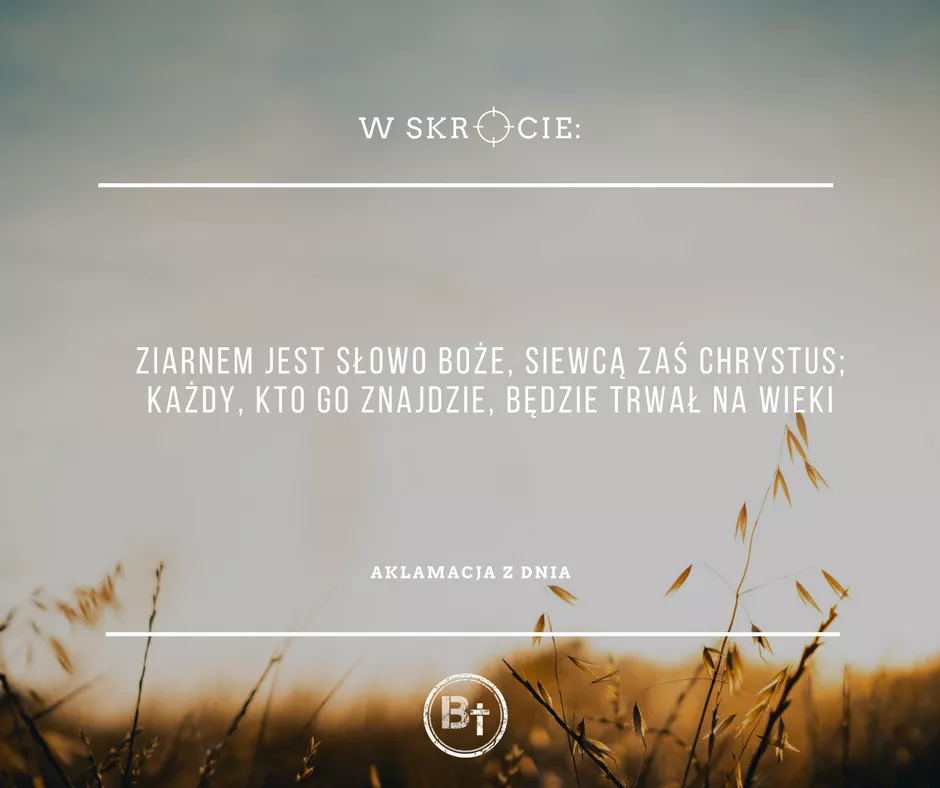 W SKRÓCIE:
ZIARNEM JEST SŁOWO BOŻE, SIEWCĄ ZAŚ CHRYSTUS;
KAŻDY, KTO GO ZNAJDZIE, BĘDZIE TRWAŁ NA WIEKI
AKLAMACJA Z DNIA
B†